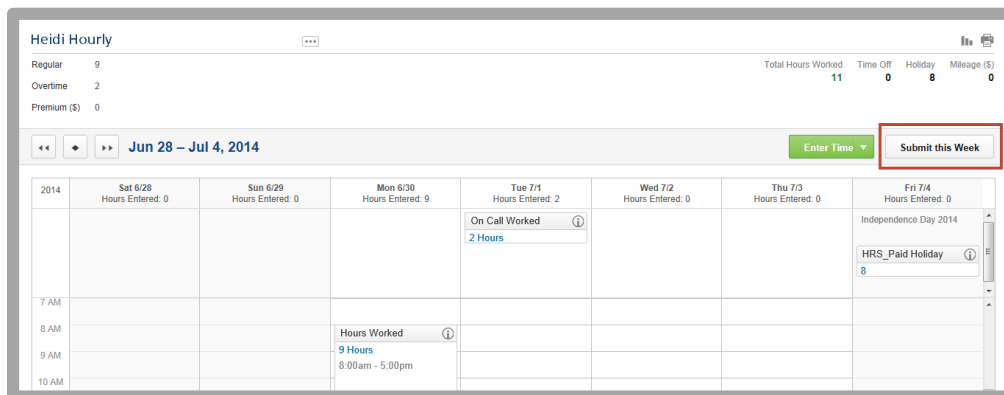 Heidi Hourly
Regular 9
Overtime 2
Premium ($) 0
Total Hours Worked Time Off Holiday Mileage ($)
11 0 8 0
Jun 28 – Jul 4, 2014
Enter Time
Submit this Week
2014 Sat 6/28 Sun 6/29 Mon 6/30 Tue 7/1 Wed 7/2 Thu 7/3 Fri 7/4
Hours Entered: 0 Hours Entered: 0 Hours Entered: 9 Hours Entered: 2 Hours Entered: 0 Hours Entered: 0 Hours Entered: 0
On Call Worked
2 Hours
Independence Day 2014
HRS_Paid Holiday
8
7 AM
8 AM
9 AM
10 AM
Hours Worked
9 Hours
8:00am - 5:00pm